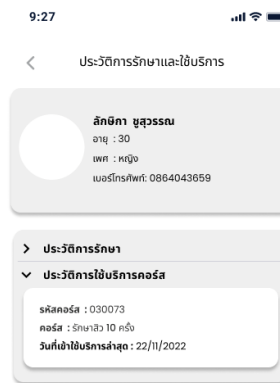 9:27
ประวัติการรักษาและใช้บริการ
ลักษิกา ชูสุวรรณ
อายุ : 30
เพศ : หญิง
เบอร์โทรศัพท์: 0864043659
ประวัติการรักษา
ประวัติการใช้บริการคอร์ส
รหัสคอร์ส : 030073
คอร์ส : รักษาสิว 10 ครั้ง
วันที่เข้าใช้บริการล่าสุด : 22/11/2022